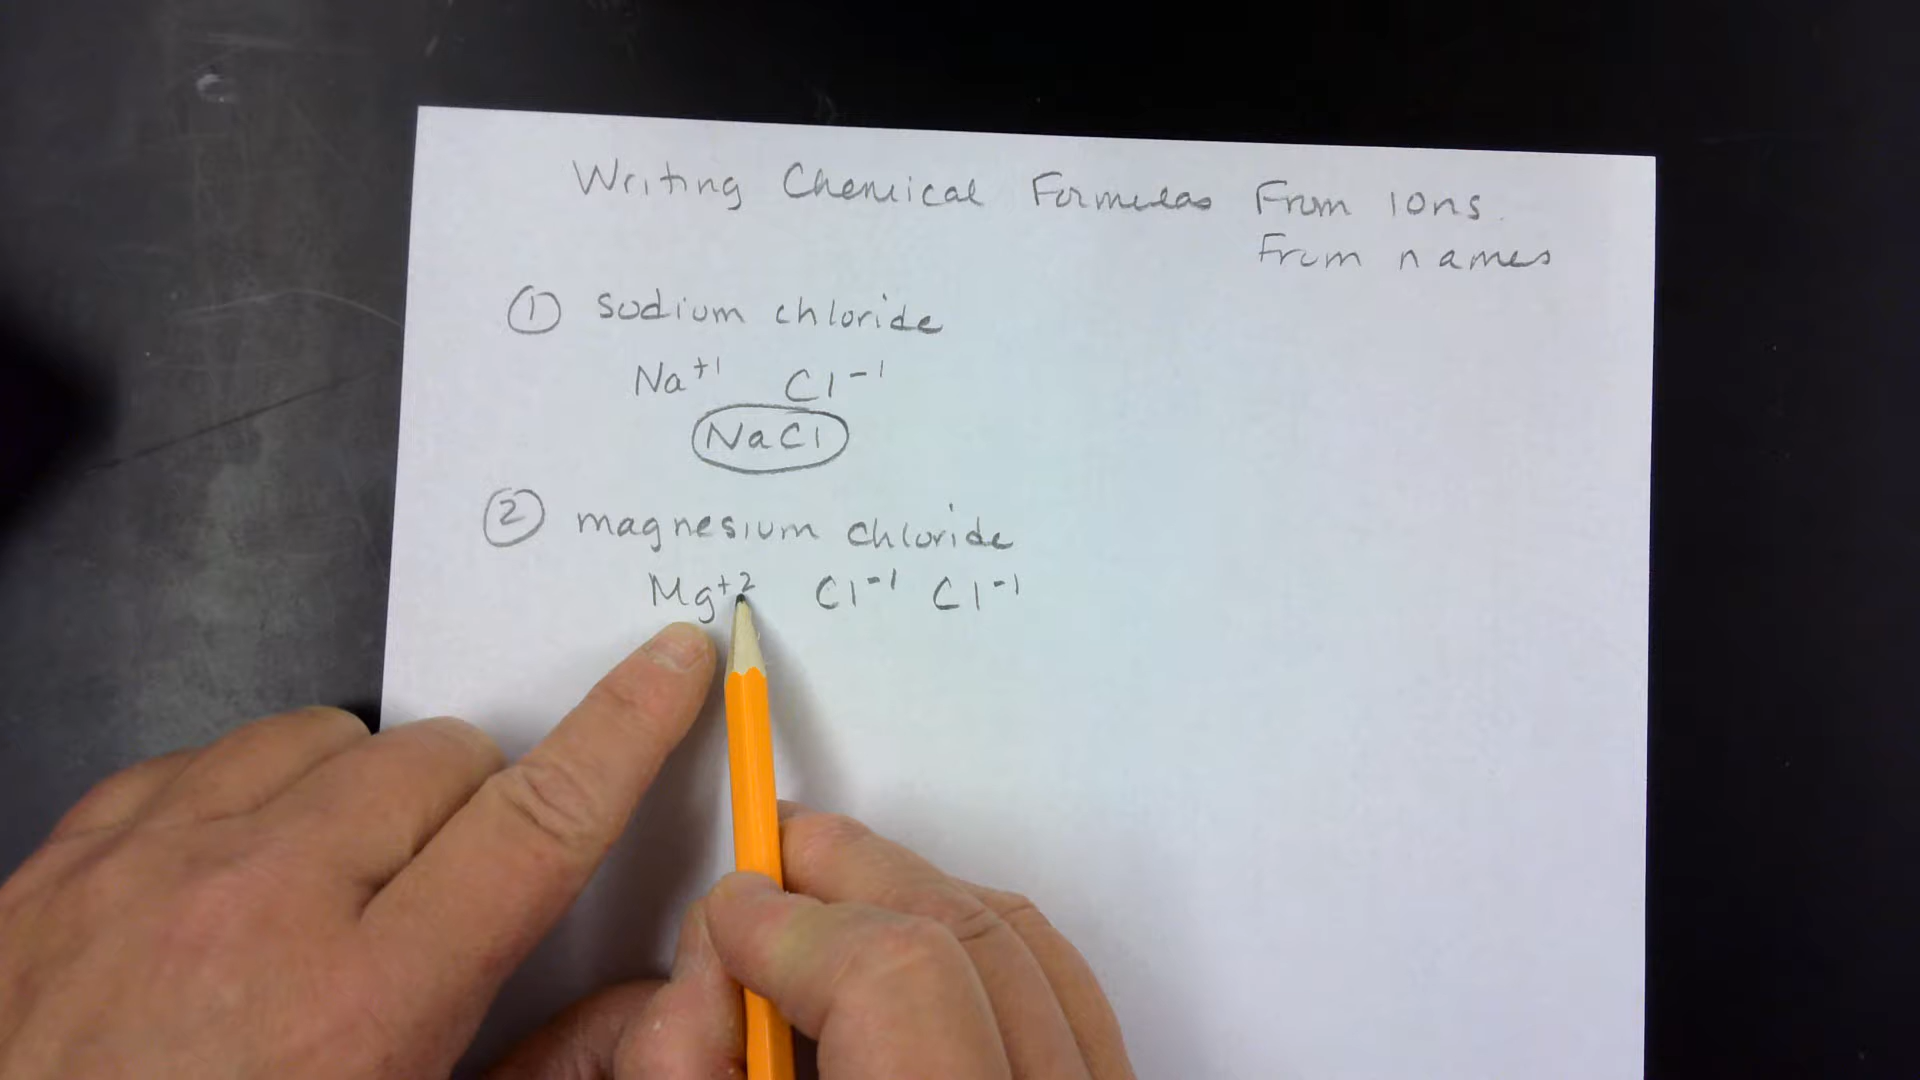 Writing Chemical Formulas From Ions
From names
① sodium chloride
Na⁺¹ Cl⁻¹
NaCl
② magnesium chloride
Mg⁺² Cl⁻¹ Cl⁻¹